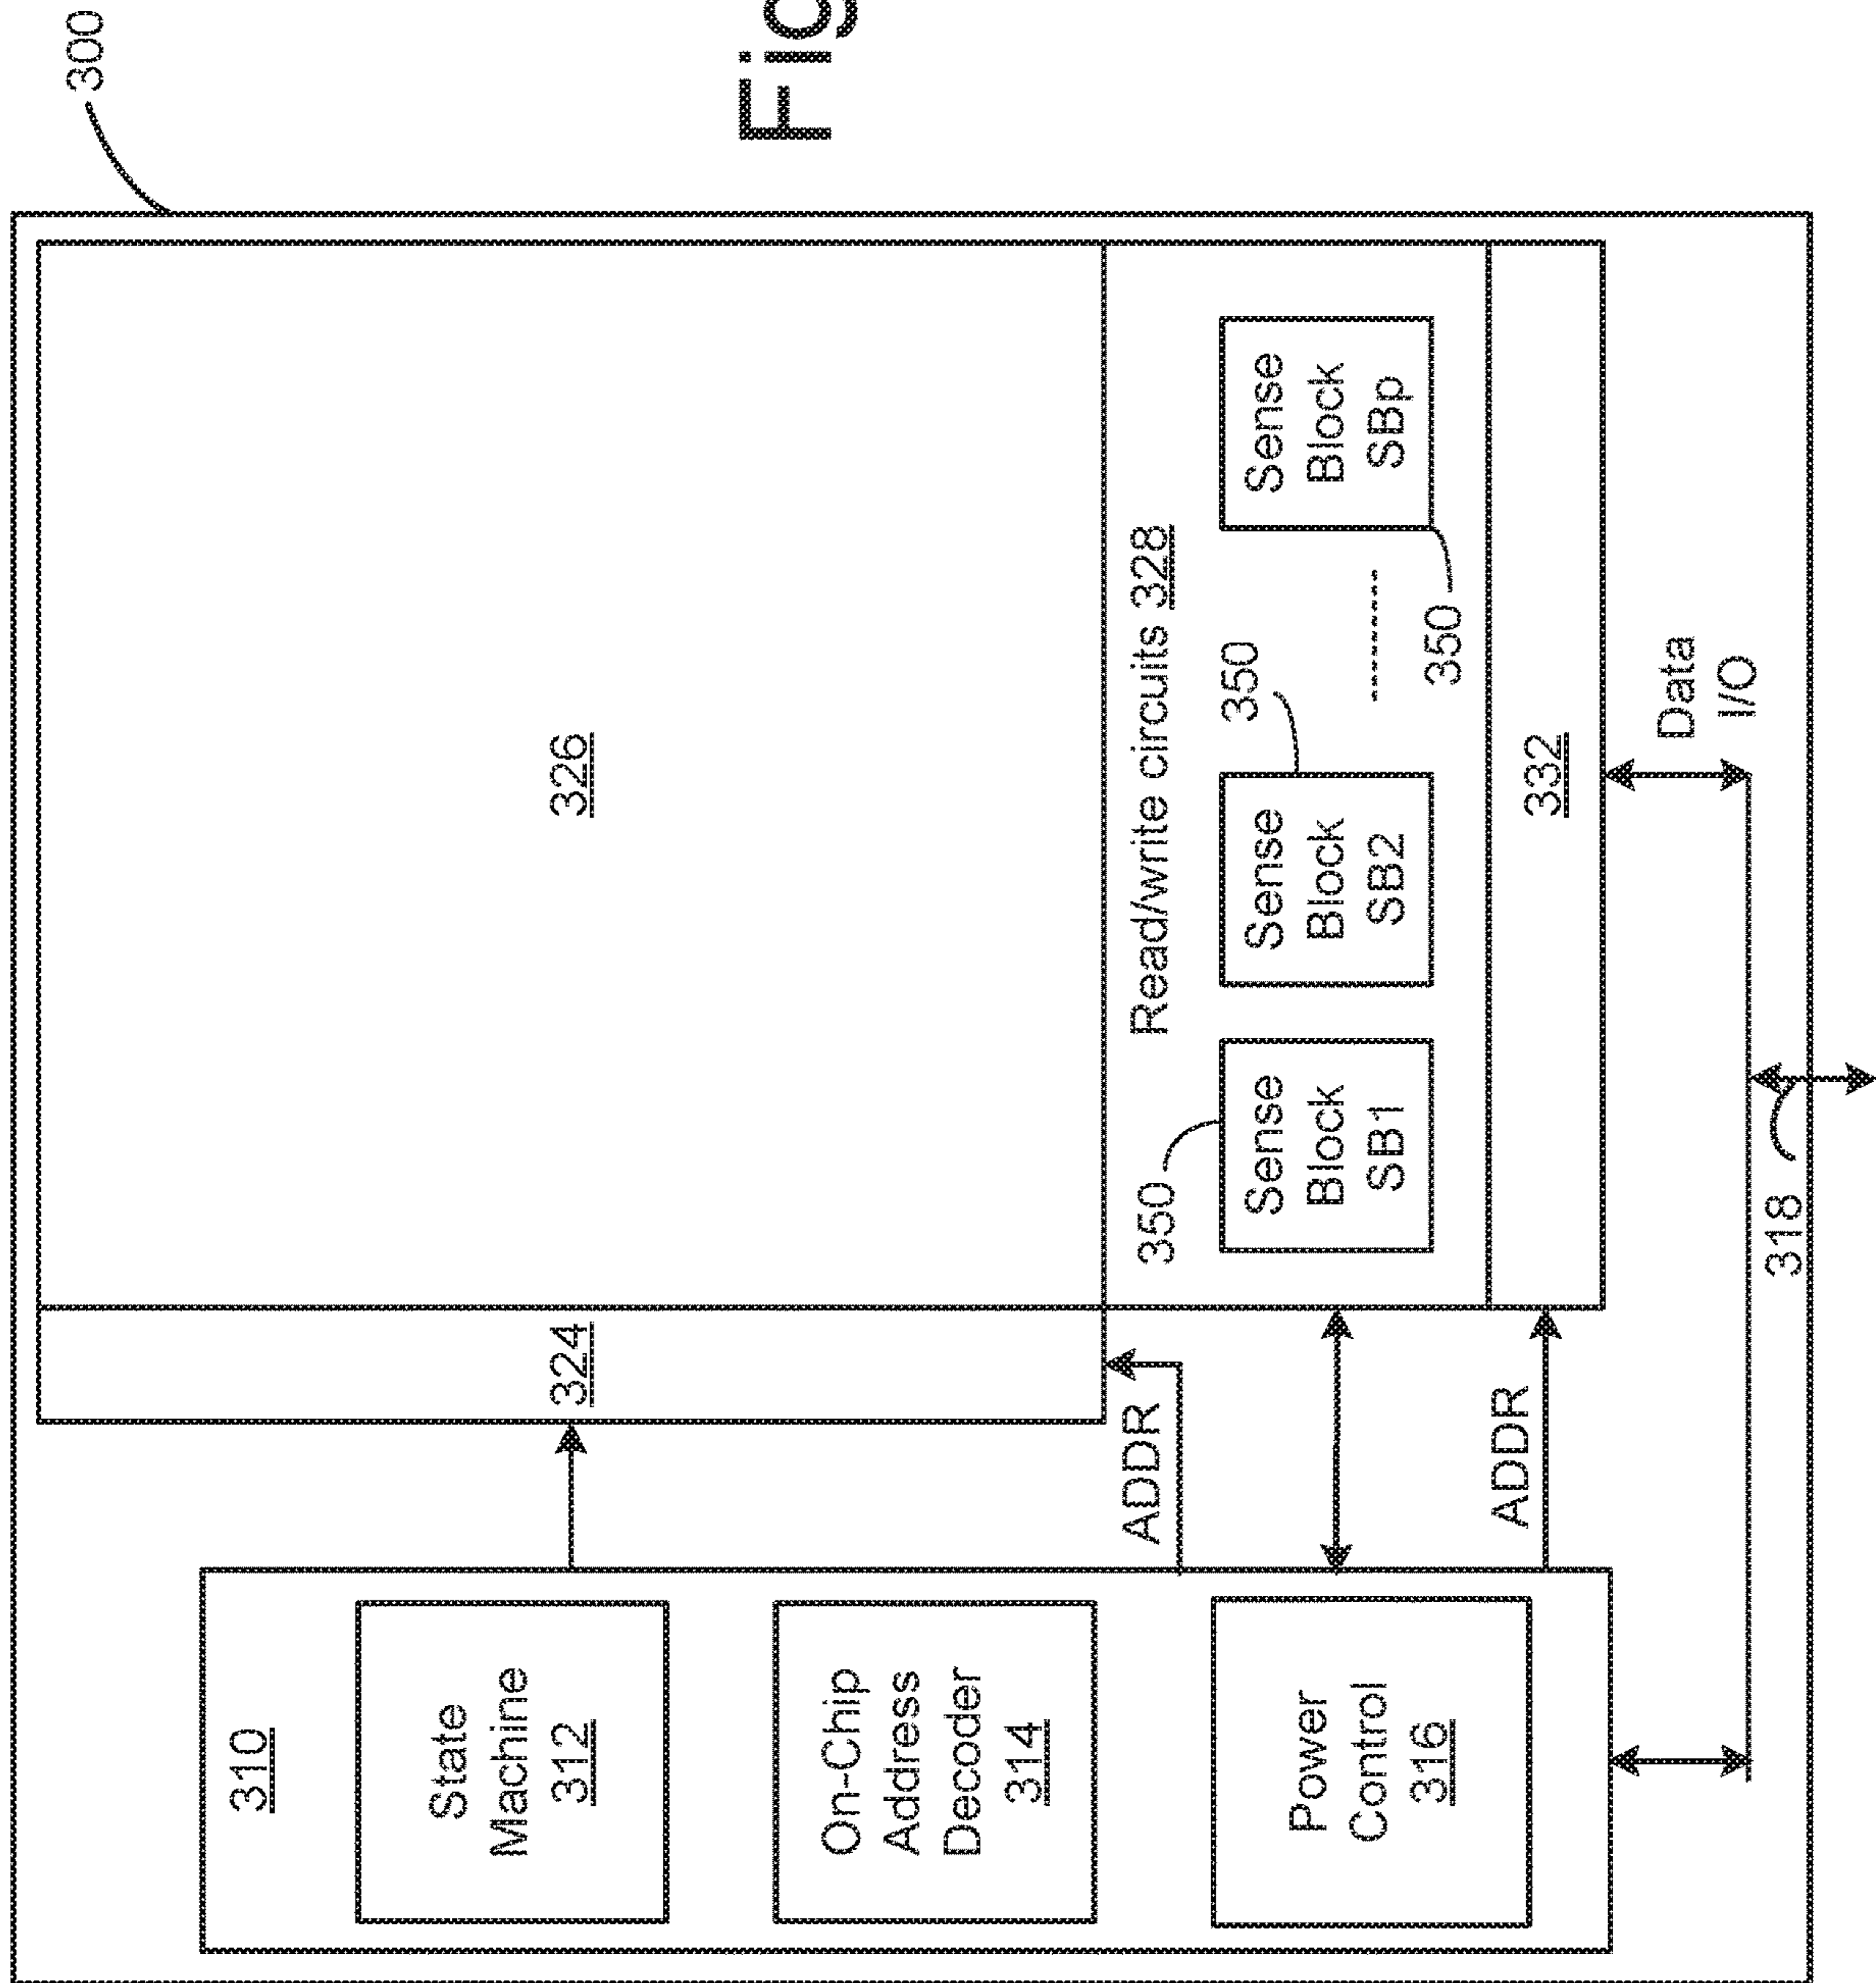 300
310
State
Machine
312
On-Chip
Address
Decoder
314
Power
Control
316
324
326
ADDR
ADDR
Read/write circuits 328
350
Sense
Block
SB1
350
Sense
Block
SB2
350
Sense
Block
SBp
332
Data
I/O
318
Fig